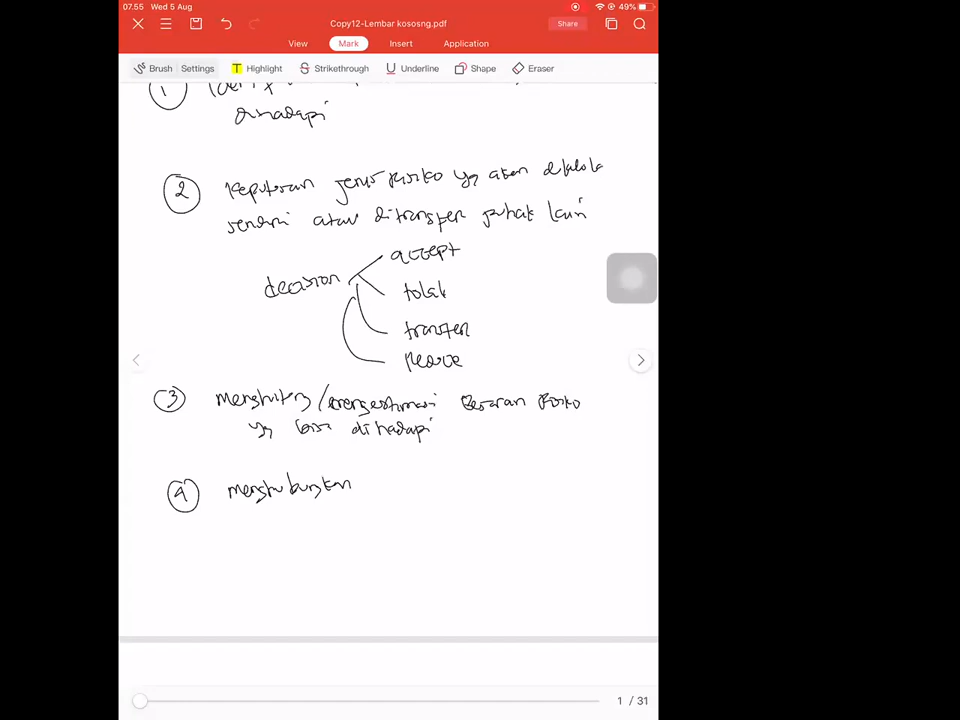 07.55 Wed 5 Aug
49%
Copy12-Lembar kososng.pdf
Share
View
Mark
Insert
Application
Brush
Settings
T Highlight
S Strikethrough
U Underline
Shape
Eraser
1
dihadapi
2 Keputusan jenis risiko yg akan dikelola
sendiri atau ditransfer pihak lain
accept
decision
tolak
transfer
3 menghitung/mengestimasi besaran risiko
yg bisa dihadapi
4 menghubungkan
1 / 31